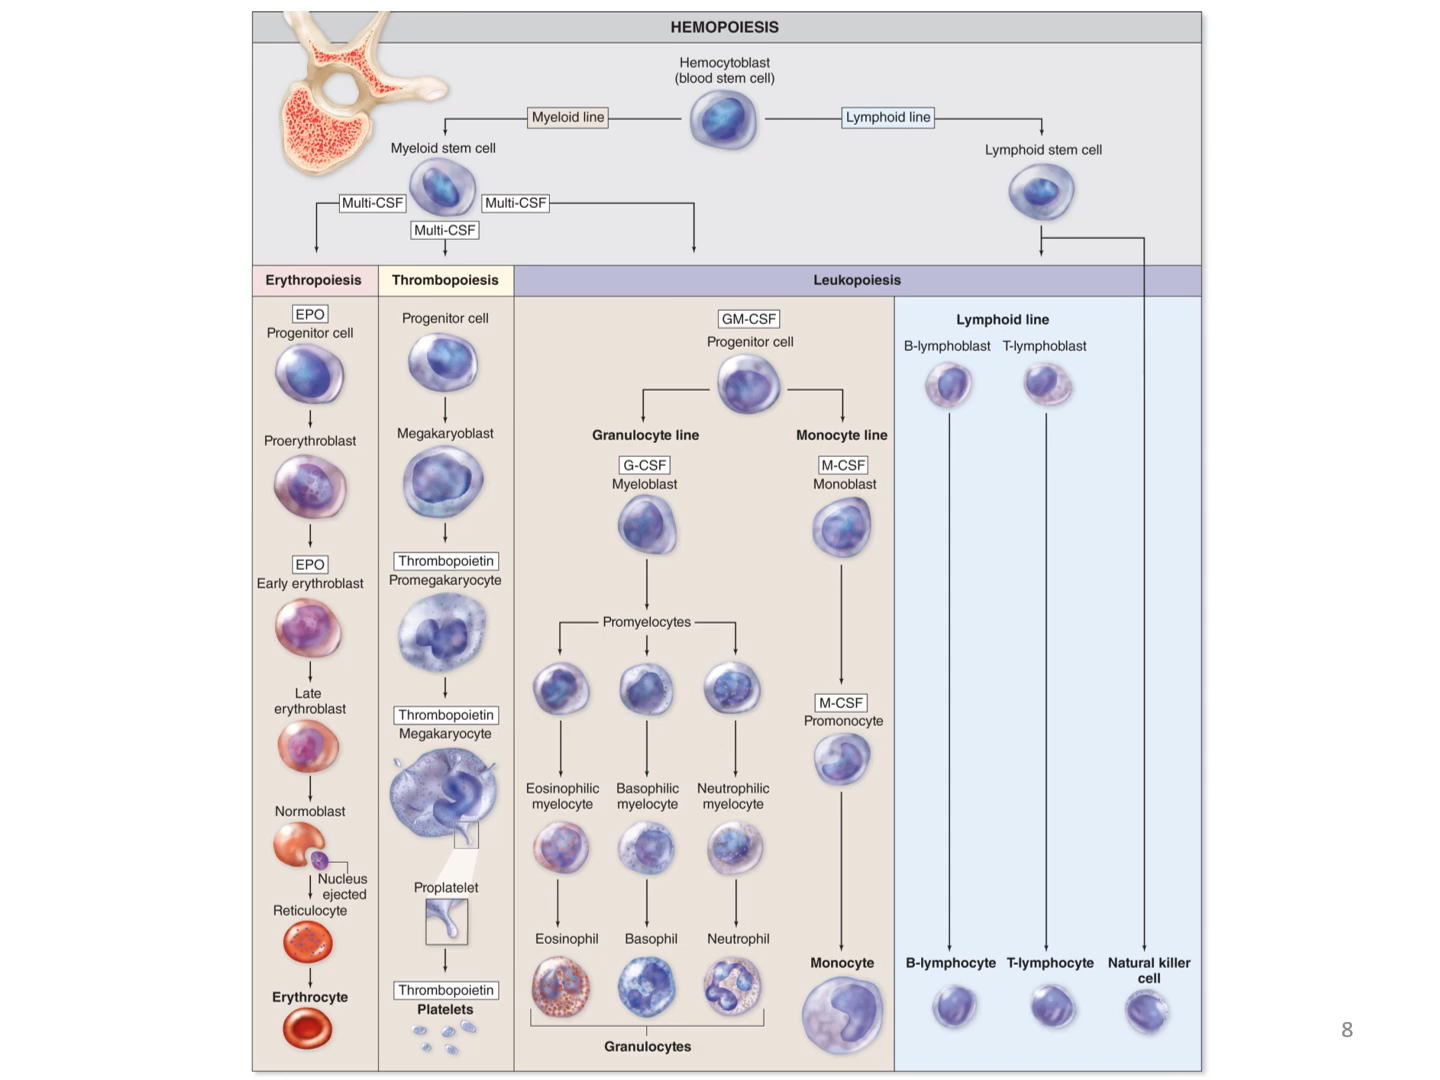 HEMOPOIESIS
Hemocytoblast
(blood stem cell)
Myeloid line
Lymphoid line
Myeloid stem cell
Lymphoid stem cell
Multi-CSF
Multi-CSF
Multi-CSF
Erythropoiesis
Thrombopoiesis
Leukopoiesis
EPO
Progenitor cell
Proerythroblast
EPO
Early erythroblast
Late
erythroblast
Normoblast
Nucleus
ejected
Reticulocyte
Erythrocyte
Progenitor cell
Megakaryoblast
Thrombopoietin
Promegakaryocyte
Thrombopoietin
Megakaryocyte
Proplatelet
Thrombopoietin
Platelets
GM-CSF
Progenitor cell
Granulocyte line
Monocyte line
G-CSF
Myeloblast
M-CSF
Monoblast
Promyelocytes
M-CSF
Promonocyte
Eosinophilic
myelocyte
Basophilic
myelocyte
Neutrophilic
myelocyte
Eosinophil
Basophil
Neutrophil
Granulocytes
Monocyte
Lymphoid line
B-lymphoblast
T-lymphoblast
B-lymphocyte
T-lymphocyte
Natural killer
cell
8